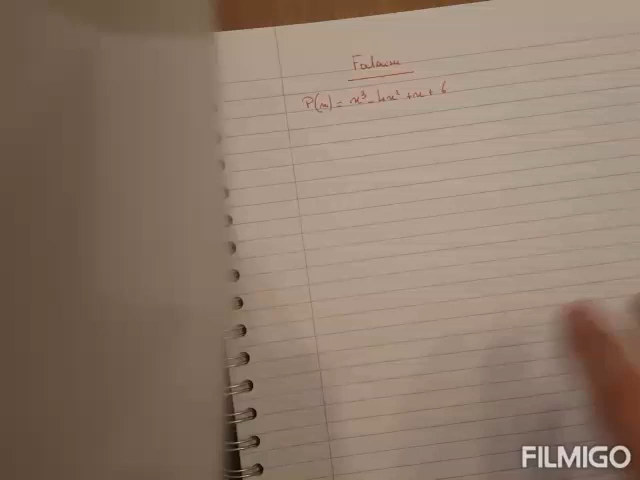 P(x) = x³ - 4x² + x + 6
FILMIGO